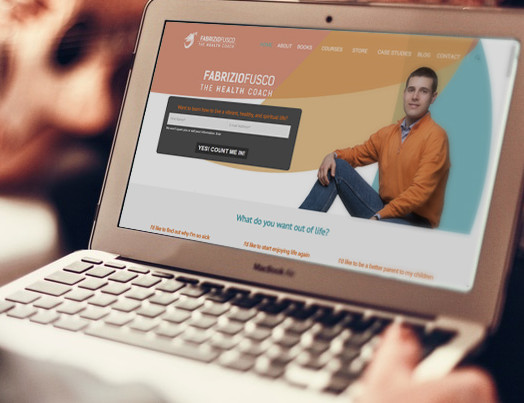 FABRIZIOFUSCO
THE HEALTH COACH
ABOUT BOOKS COURSES STORE CASE STUDIES BLOG CONTACT
FABRIZIOFUSCO
THE HEALTH COACH
Want to learn how to live a vibrant, healthy, and spiritual life?
YES! COUNT ME IN!
What do you want out of life?
I'd like to find out why I'm so sick
I'd like to start enjoying life again
I'd like to be a better parent to my children
MacBook Air